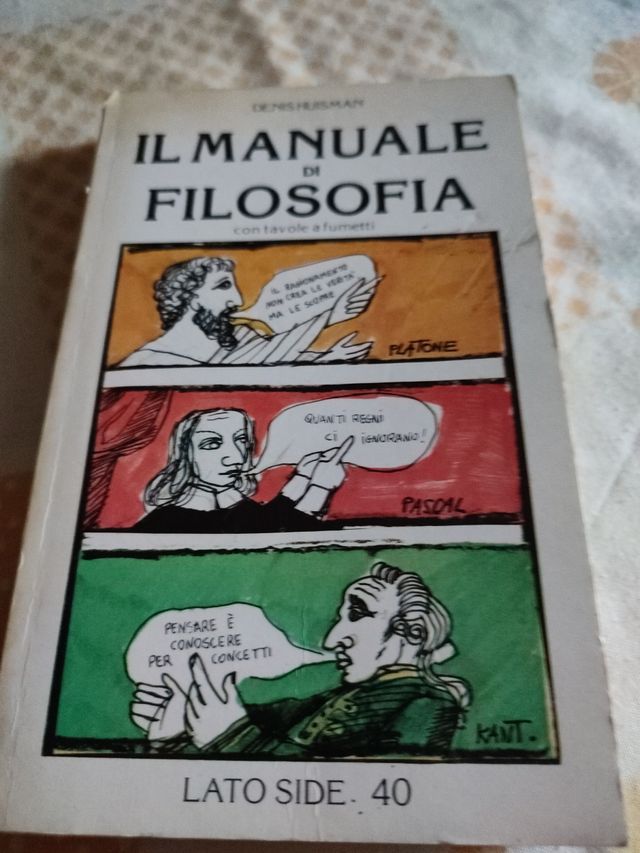 DENIS HUISMAN
IL MANUALE
DI
FILOSOFIA
con tavole a fumetti
IL RAGIONAMENTO
NON CREA LE VERITA'
MA LE SCOPRE
PLATONE
QUANTI REGNI
CI IGNORANO!
PASCAL
PENSARE È
CONOSCERE
PER CONCETTI
KANT.
LATO SIDE. 40